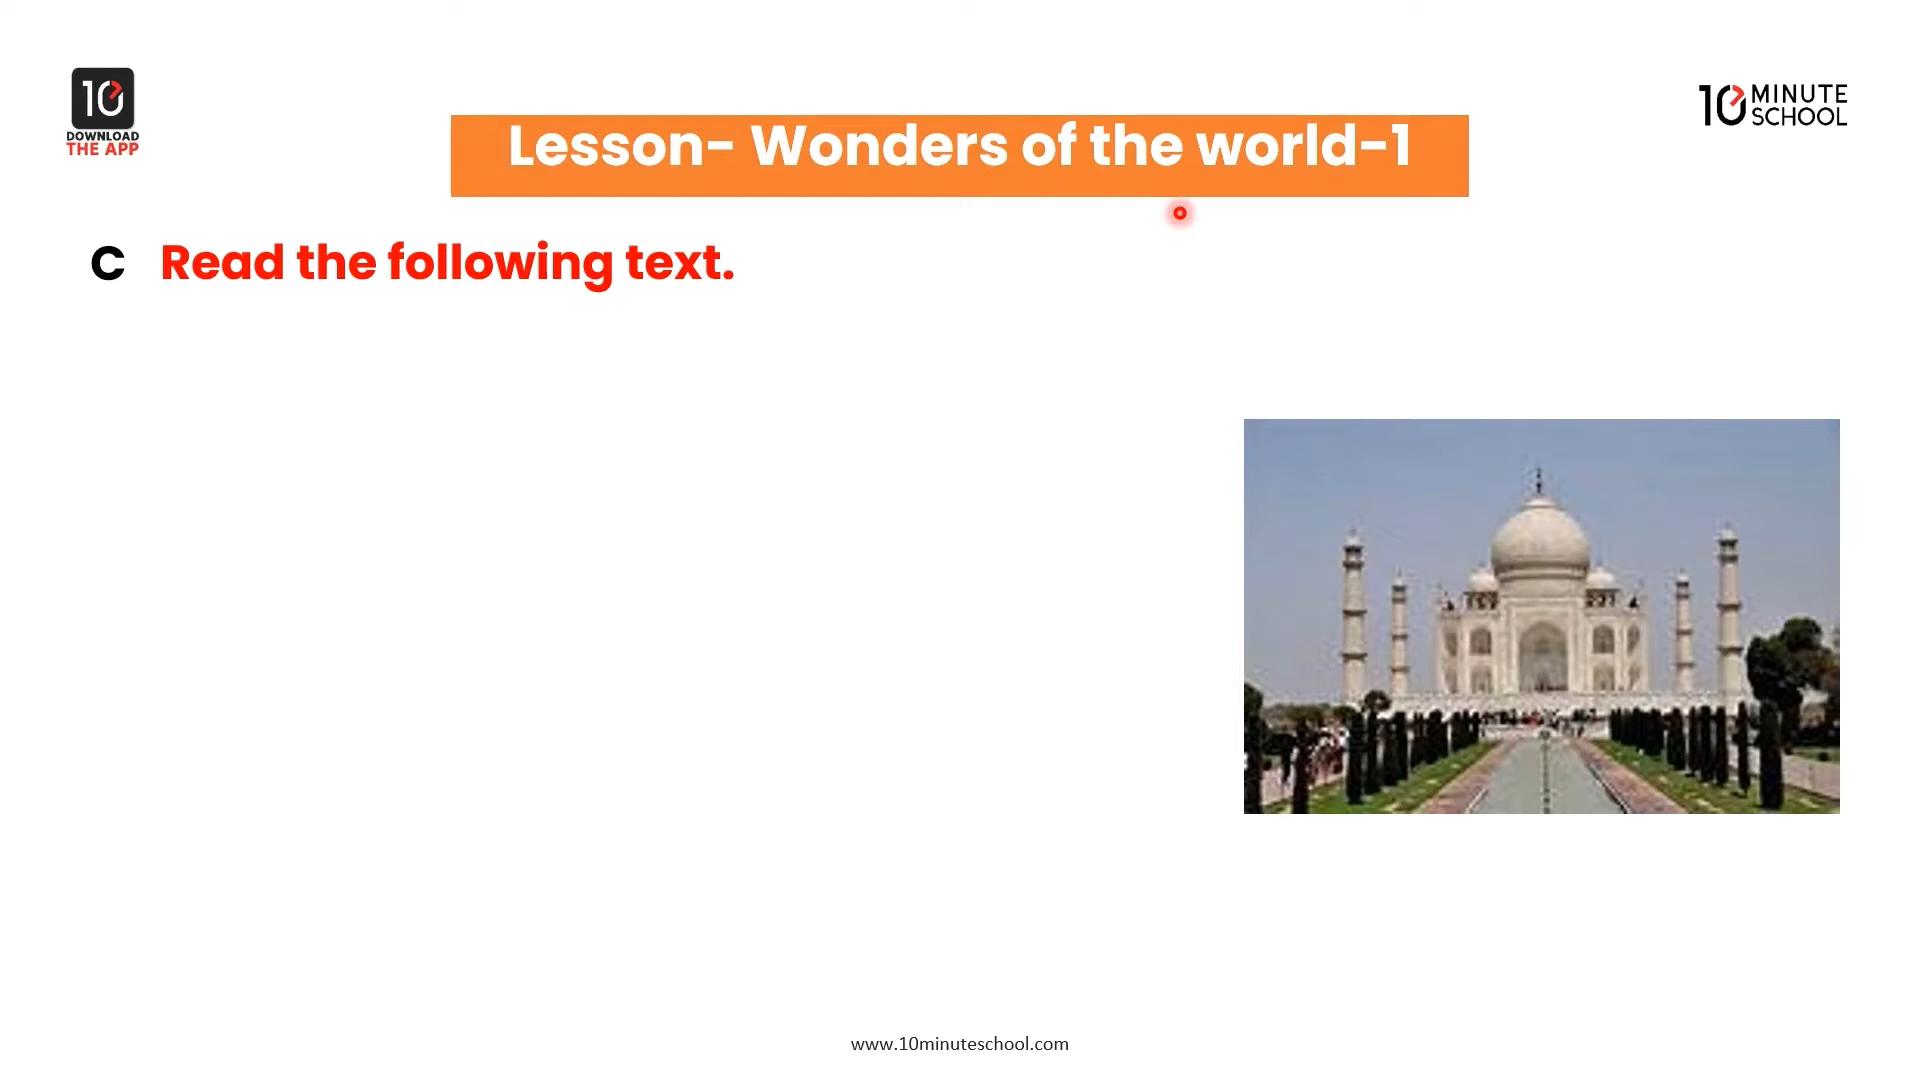 10
DOWNLOAD
THE APP
10 MINUTE
SCHOOL
Lesson- Wonders of the world-1
C Read the following text.
www.10minuteschool.com